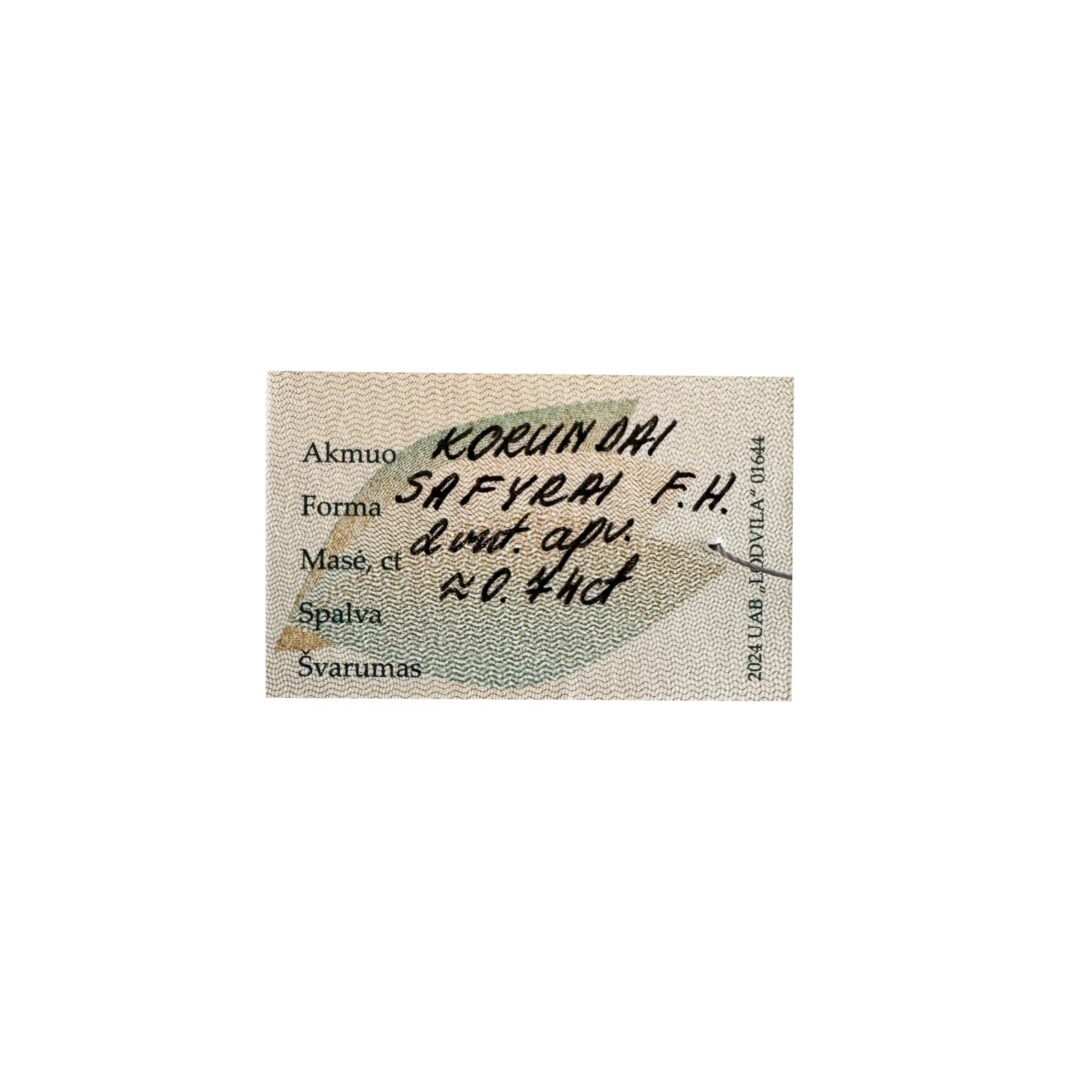 Akmuo KORUNDAI
Forma SAFYRAI F.H.
Masė, ct 2 vnt. apv.
≈0.74ct
Spalva
Švarumas
2024 UAB „LODVILA“ 01644